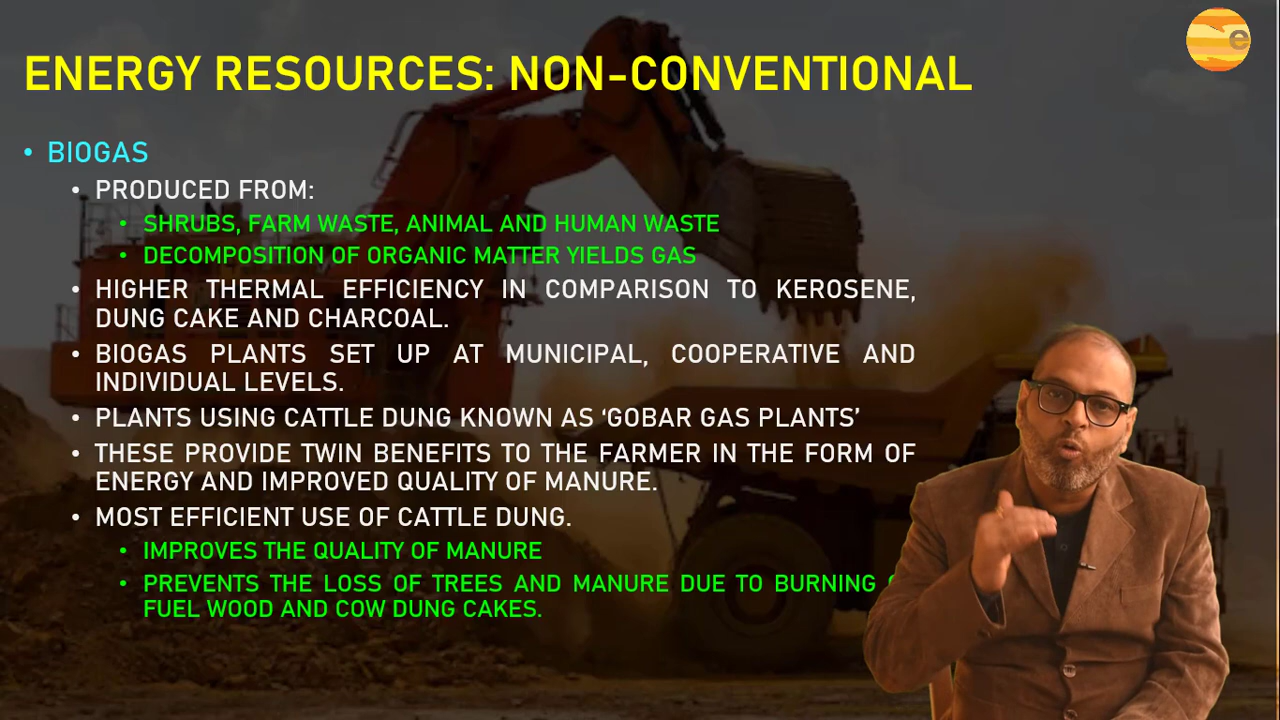 ENERGY RESOURCES: NON-CONVENTIONAL
e
• BIOGAS
• PRODUCED FROM:
• SHRUBS, FARM WASTE, ANIMAL AND HUMAN WASTE
• DECOMPOSITION OF ORGANIC MATTER YIELDS GAS
• HIGHER THERMAL EFFICIENCY IN COMPARISON TO KEROSENE,
DUNG CAKE AND CHARCOAL.
• BIOGAS PLANTS SET UP AT MUNICIPAL, COOPERATIVE AND
INDIVIDUAL LEVELS.
• PLANTS USING CATTLE DUNG KNOWN AS ‘GOBAR GAS PLANTS’
• THESE PROVIDE TWIN BENEFITS TO THE FARMER IN THE FORM OF
ENERGY AND IMPROVED QUALITY OF MANURE.
• MOST EFFICIENT USE OF CATTLE DUNG.
• IMPROVES THE QUALITY OF MANURE
• PREVENTS THE LOSS OF TREES AND MANURE DUE TO BURNING
FUEL WOOD AND COW DUNG CAKES.